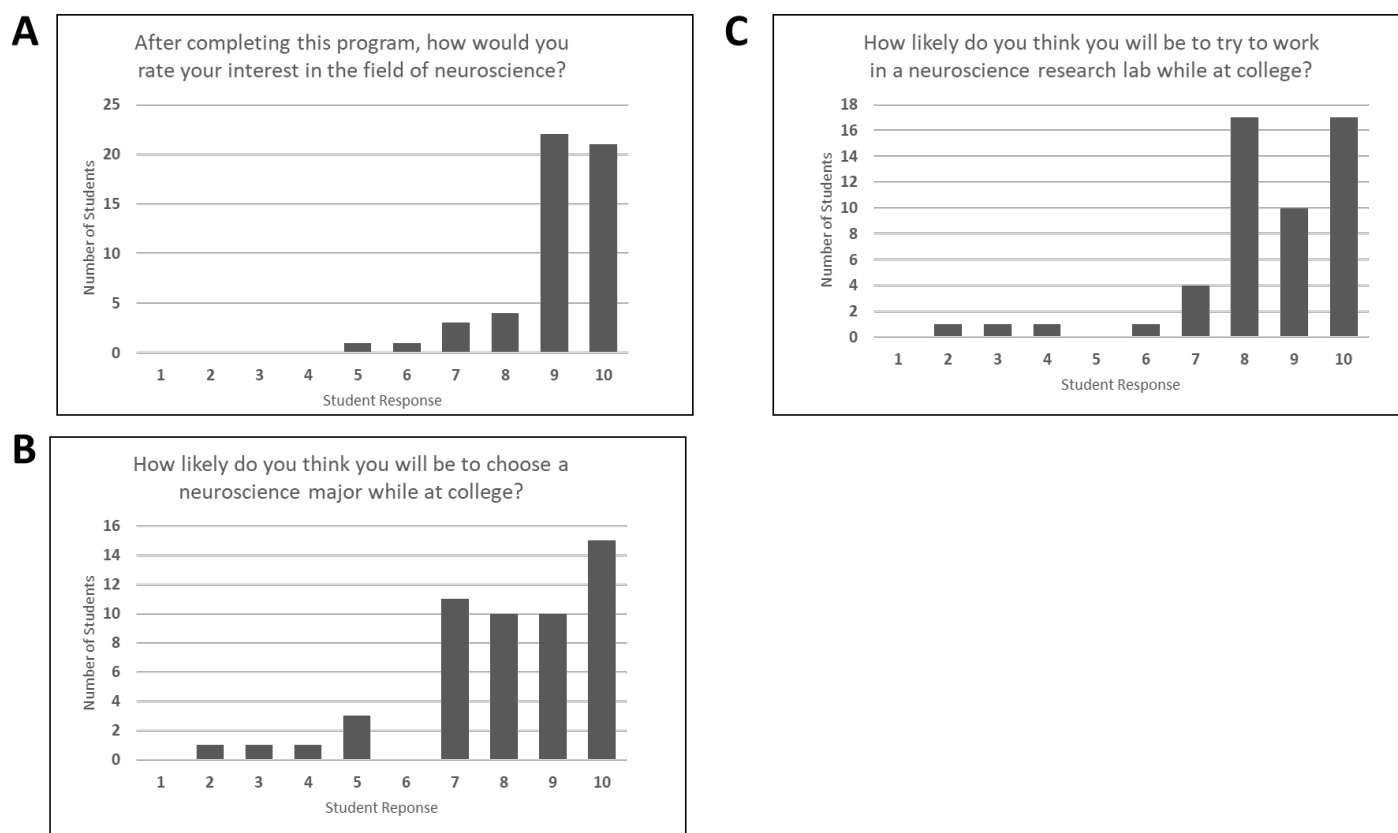 A
After completing this program, how would you
rate your interest in the field of neuroscience?
25
20
15
10
5
0
Number of Students
1 2 3 4 5 6 7 8 9 10
Student Response
B
How likely do you think you will be to choose a
neuroscience major while at college?
16
14
12
10
8
6
4
2
0
Number of Students
1 2 3 4 5 6 7 8 9 10
Student Reponse
C
How likely do you think you will be to try to work
in a neuroscience research lab while at college?
18
16
14
12
10
8
6
4
2
0
Number of Students
1 2 3 4 5 6 7 8 9 10
Student Response